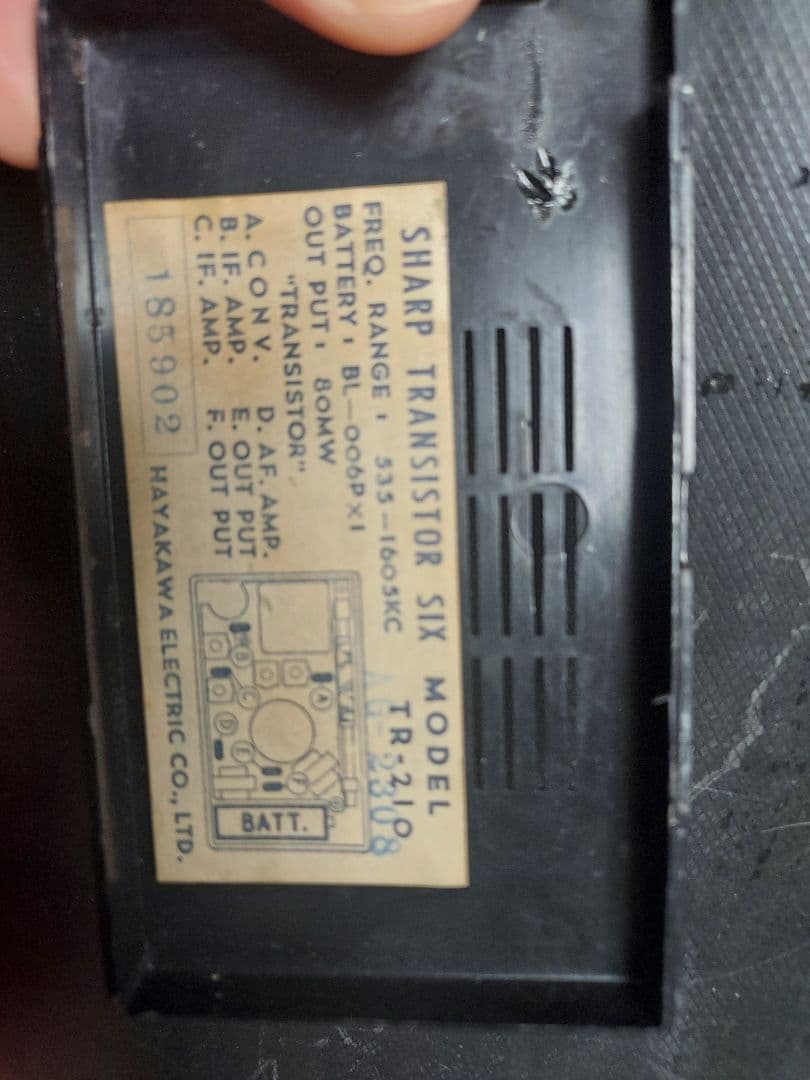 SHARP TRANSISTOR SIX MODEL
TR-210
FREQ. RANGE : 535—1605KC
BATTERY : BL—006P×1
OUT PUT : 80MW
"TRANSISTOR"
A. CONV. D. AF. AMP.
B. IF. AMP. E. OUT PUT
C. IF. AMP. F. OUT PUT
185902 HAYAKAWA ELECTRIC CO., LTD.
A
B
C
D
E
F
BATT.